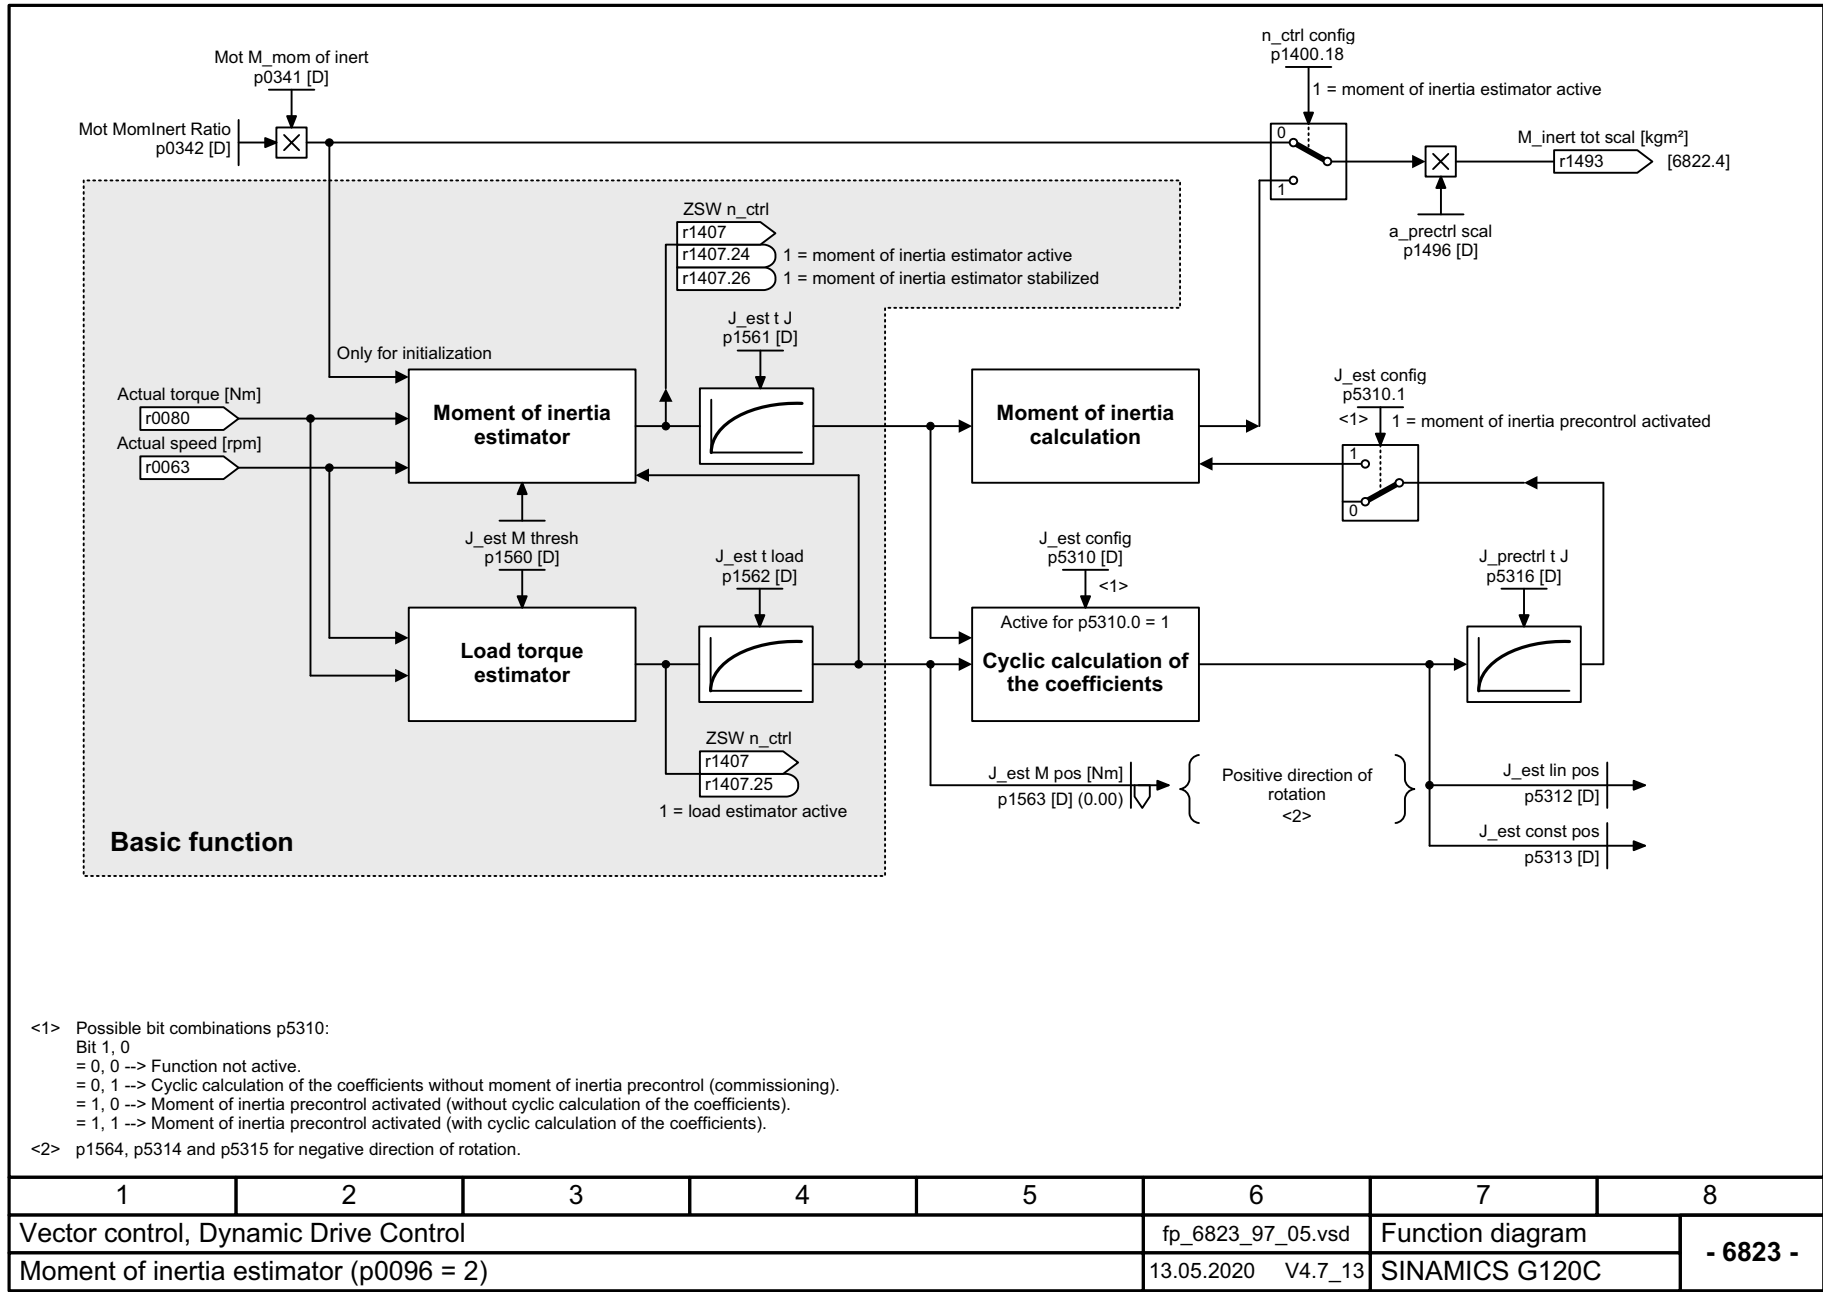 n_ctrl config
p1400.18
1 = moment of inertia estimator active
Mot M_mom of inert
p0341 [D]
Mot MomInert Ratio
p0342 [D]
0
1
M_inert tot scal [kgm²]
r1493
[6822.4]
a_prectrl scal
p1496 [D]
ZSW n_ctrl
r1407
r1407.24
1 = moment of inertia estimator active
r1407.26
1 = moment of inertia estimator stabilized
J_est t J
p1561 [D]
Only for initialization
Actual torque [Nm]
r0080
Actual speed [rpm]
r0063
Moment of inertia
estimator
Moment of inertia
calculation
J_est config
p5310.1
<1>
1 = moment of inertia precontrol activated
1
0
J_est M thresh
p1560 [D]
J_est t load
p1562 [D]
J_est config
p5310 [D]
<1>
J_prectrl t J
p5316 [D]
Load torque
estimator
Active for p5310.0 = 1
Cyclic calculation of
the coefficients
ZSW n_ctrl
r1407
r1407.25
1 = load estimator active
J_est M pos [Nm]
p1563 [D] (0.00)
Positive direction of
rotation
<2>
J_est lin pos
p5312 [D]
J_est const pos
p5313 [D]
Basic function
<1> Possible bit combinations p5310:
Bit 1, 0
= 0, 0 --> Function not active.
= 0, 1 --> Cyclic calculation of the coefficients without moment of inertia precontrol (commissioning).
= 1, 0 --> Moment of inertia precontrol activated (without cyclic calculation of the coefficients).
= 1, 1 --> Moment of inertia precontrol activated (with cyclic calculation of the coefficients).
<2> p1564, p5314 and p5315 for negative direction of rotation.
1 2 3 4 5 6 7 8
Vector control, Dynamic Drive Control
fp_6823_97_05.vsd
Function diagram
- 6823 -
Moment of inertia estimator (p0096 = 2)
13.05.2020 V4.7_13
SINAMICS G120C